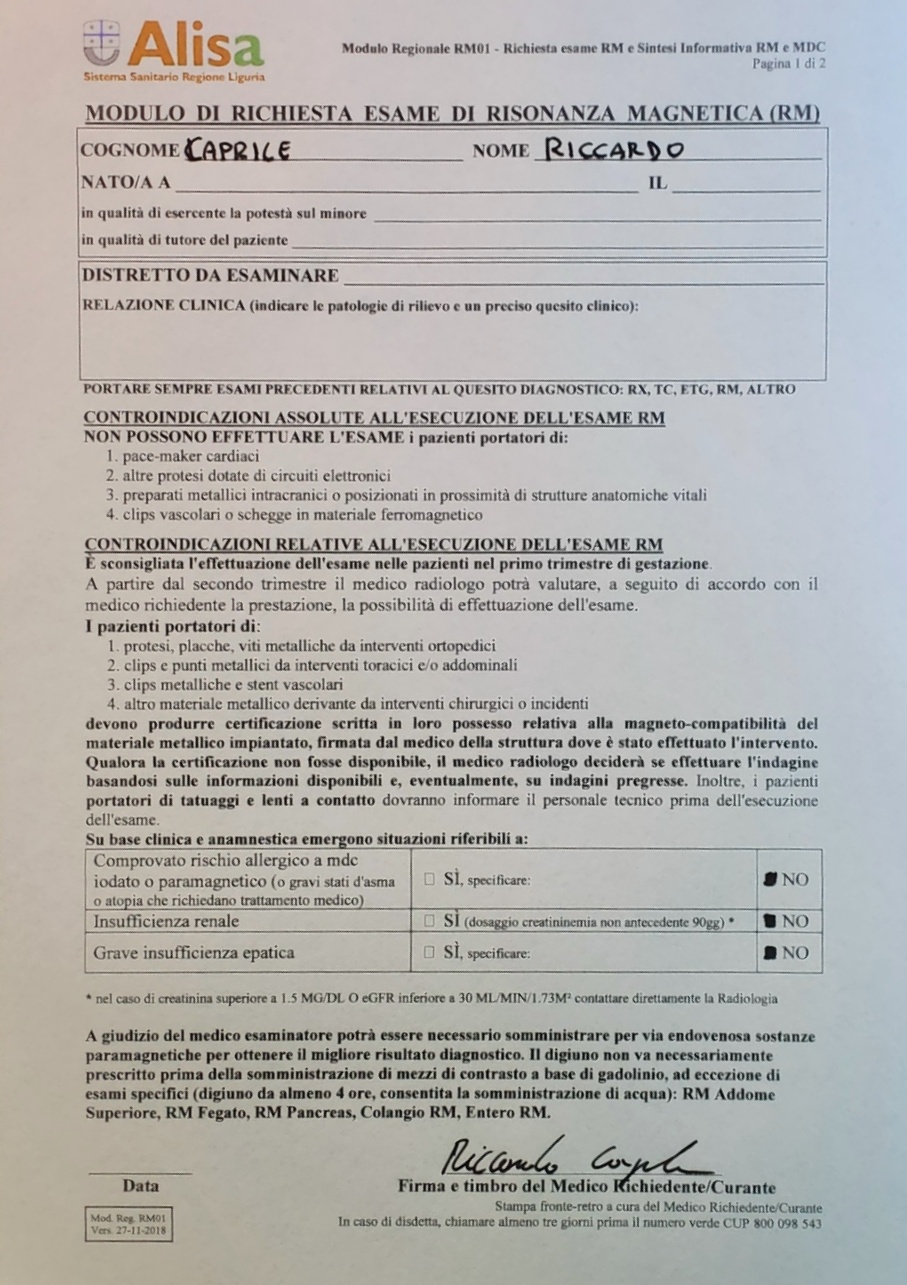 Alisa
Sistema Sanitario Regione Liguria
Modulo Regionale RM01 - Richiesta esame RM e Sintesi Informativa RM e MDC
Pagina 1 di 2
MODULO DI RICHIESTA ESAME DI RISONANZA MAGNETICA (RM)
COGNOME CAPRILE NOME RICCARDO
NATO/A A IL
in qualità di esercente la potestà sul minore
in qualità di tutore del paziente
DISTRETTO DA ESAMINARE
RELAZIONE CLINICA (indicare le patologie di rilievo e un preciso quesito clinico):
PORTARE SEMPRE ESAMI PRECEDENTI RELATIVI AL QUESITO DIAGNOSTICO: RX, TC, ETG, RM, ALTRO
CONTROINDICAZIONI ASSOLUTE ALL'ESECUZIONE DELL'ESAME RM
NON POSSONO EFFETTUARE L'ESAME i pazienti portatori di:
1. pace-maker cardiaci
2. altre protesi dotate di circuiti elettronici
3. preparati metallici intracranici o posizionati in prossimità di strutture anatomiche vitali
4. clips vascolari o schegge in materiale ferromagnetico
CONTROINDICAZIONI RELATIVE ALL'ESECUZIONE DELL'ESAME RM
È sconsigliata l'effettuazione dell'esame nelle pazienti nel primo trimestre di gestazione.
A partire dal secondo trimestre il medico radiologo potrà valutare, a seguito di accordo con il
medico richiedente la prestazione, la possibilità di effettuazione dell'esame.
I pazienti portatori di:
1. protesi, placche, viti metalliche da interventi ortopedici
2. clips e punti metallici da interventi toracici e/o addominali
3. clips metalliche e stent vascolari
4. altro materiale metallico derivante da interventi chirurgici o incidenti
devono produrre certificazione scritta in loro possesso relativa alla magneto-compatibilità del
materiale metallico impiantato, firmata dal medico della struttura dove è stato effettuato l'intervento.
Qualora la certificazione non fosse disponibile, il medico radiologo deciderà se effettuare l'indagine
basandosi sulle informazioni disponibili e, eventualmente, su indagini pregresse. Inoltre, i pazienti
portatori di tatuaggi e lenti a contatto dovranno informare il personale tecnico prima dell'esecuzione
dell'esame.
Su base clinica e anamnestica emergono situazioni riferibili a:
Comprovato rischio allergico a mdc
iodato o paramagnetico (o gravi stati d'asma
o atopia che richiedano trattamento medico)
SÌ, specificare: NO
Insufficienza renale SÌ (dosaggio creatininemia non antecedente 90gg) * NO
Grave insufficienza epatica SÌ, specificare: NO
* nel caso di creatinina superiore a 1.5 MG/DL O eGFR inferiore a 30 ML/MIN/1.73M² contattare direttamente la Radiologia
A giudizio del medico esaminatore potrà essere necessario somministrare per via endovenosa sostanze
paramagnetiche per ottenere il migliore risultato diagnostico. Il digiuno non va necessariamente
prescritto prima della somministrazione di mezzi di contrasto a base di gadolinio, ad eccezione di
esami specifici (digiuno da almeno 4 ore, consentita la somministrazione di acqua): RM Addome
Superiore, RM Fegato, RM Pancreas, Colangio RM, Entero RM.
Riccardo Caprile
Data
Firma e timbro del Medico Richiedente/Curante
Stampa fronte-retro a cura del Medico Richiedente/Curante
In caso di disdetta, chiamare almeno tre giorni prima il numero verde CUP 800 098 543
Mod. Reg. RM01
Vers. 27-11-2018